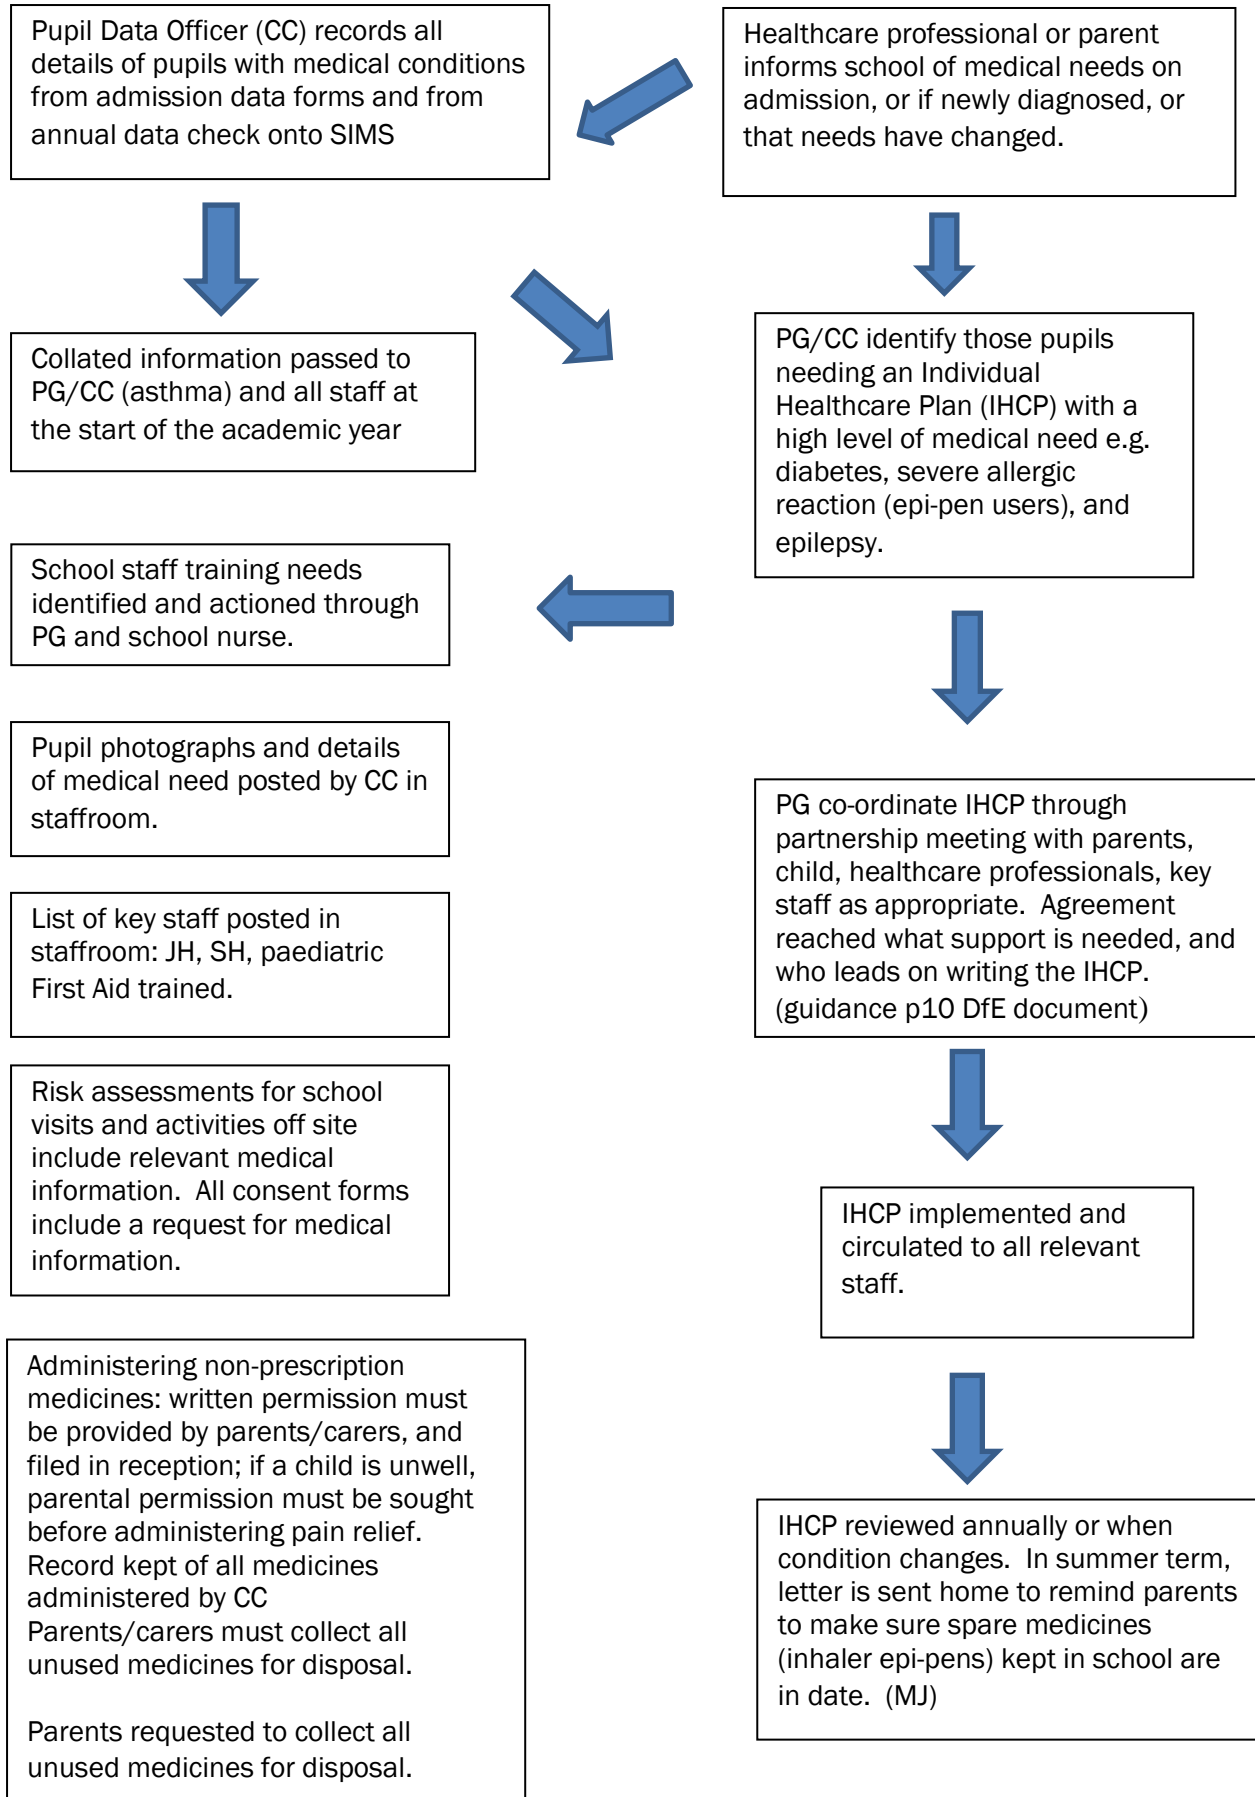 Pupil Data Officer (CC) records all
details of pupils with medical conditions
from admission data forms and from
annual data check onto SIMS
Healthcare professional or parent
informs school of medical needs on
admission, or if newly diagnosed, or
that needs have changed.
Collated information passed to
PG/CC (asthma) and all staff at
the start of the academic year
PG/CC identify those pupils
needing an Individual
Healthcare Plan (IHCP) with a
high level of medical need e.g.
diabetes, severe allergic
reaction (epi-pen users), and
epilepsy.
School staff training needs
identified and actioned through
PG and school nurse.
Pupil photographs and details
of medical need posted by CC in
staffroom.
PG co-ordinate IHCP through
partnership meeting with parents,
child, healthcare professionals, key
staff as appropriate.  Agreement
reached what support is needed, and
who leads on writing the IHCP.
(guidance p10 DfE document)
List of key staff posted in
staffroom: JH, SH, paediatric
First Aid trained.
Risk assessments for school
visits and activities off site
include relevant medical
information.  All consent forms
include a request for medical
information.
IHCP implemented and
circulated to all relevant
staff.
Administering non-prescription
medicines: written permission must
be provided by parents/carers, and
filed in reception; if a child is unwell,
parental permission must be sought
before administering pain relief.
Record kept of all medicines
administered by CC
Parents/carers must collect all
unused medicines for disposal.
Parents requested to collect all
unused medicines for disposal.
IHCP reviewed annually or when
condition changes.  In summer term,
letter is sent home to remind parents
to make sure spare medicines
(inhaler epi-pens) kept in school are
in date.  (MJ)